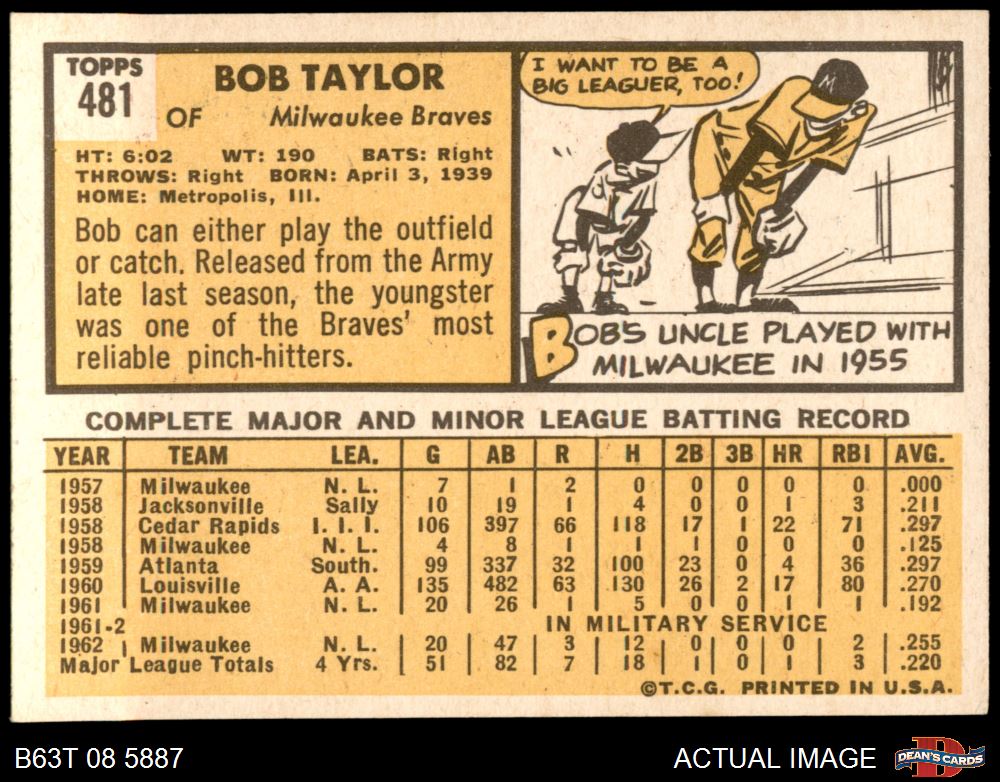 TOPPS
481
BOB TAYLOR
OF Milwaukee Braves
HT: 6:02 WT: 190 BATS: Right
THROWS: Right BORN: April 3, 1939
HOME: Metropolis, Ill.
Bob can either play the outfield
or catch. Released from the Army
late last season, the youngster
was one of the Braves' most
reliable pinch-hitters.
I WANT TO BE A
BIG LEAGUER, TOO!
M
BOB'S UNCLE PLAYED WITH
MILWAUKEE IN 1955
COMPLETE MAJOR AND MINOR LEAGUE BATTING RECORD
YEAR TEAM LEA. G AB R H 2B 3B HR RBI AVG.
1957 Milwaukee N. L. 7 1 2 0 0 0 0 0 .000
1958 Jacksonville Sally 10 19 1 4 0 0 1 3 .211
1958 Cedar Rapids I. I. I. 106 397 66 118 17 1 22 71 .297
1958 Milwaukee N. L. 4 8 1 1 1 0 0 0 .125
1959 Atlanta South. 99 337 32 100 23 0 4 36 .297
1960 Louisville A. A. 135 482 63 130 26 2 17 80 .270
1961 Milwaukee N. L. 20 26 1 5 0 0 1 1 .192
1961-2 IN MILITARY SERVICE
1962 Milwaukee N. L. 20 47 3 12 0 0 0 2 .255
Major League Totals 4 Yrs. 51 82 7 18 1 0 1 3 .220
©T.C.G. PRINTED IN U.S.A.
B63T 08 5887 ACTUAL IMAGE D DEAN'S CARDS